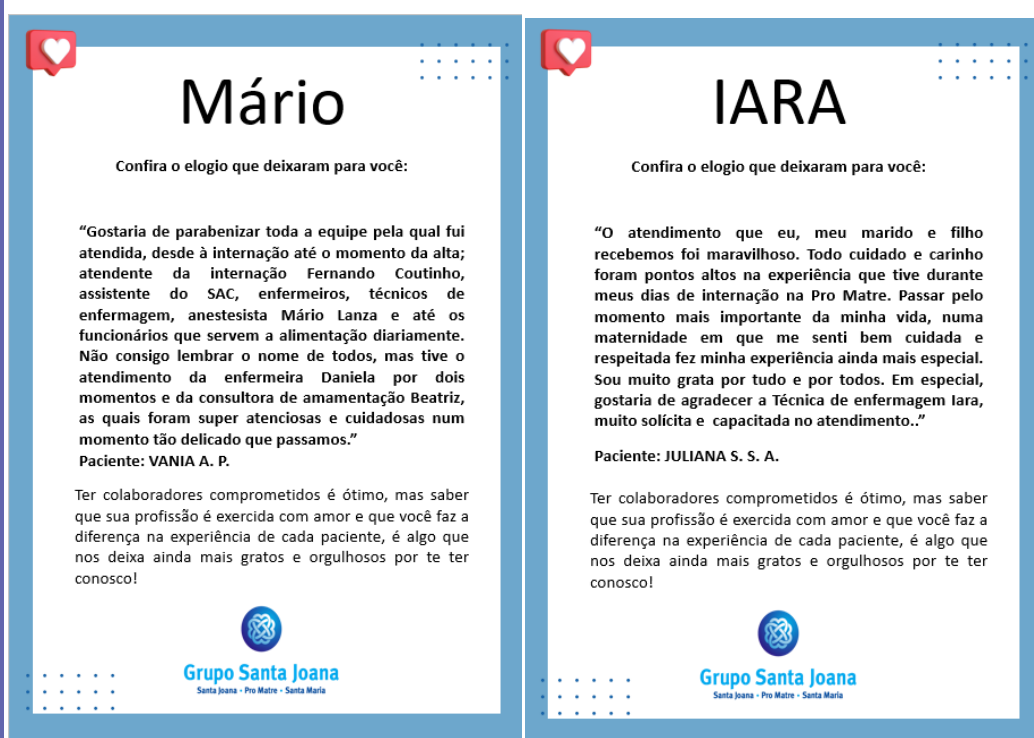 Mário
Confira o elogio que deixaram para você:
“Gostaria de parabenizar toda a equipe pela qual fui
atendida, desde à internação até o momento da alta;
atendente da internação Fernando Coutinho,
assistente do SAC, enfermeiros, técnicos de
enfermagem, anestesista Mário Lanza e até os
funcionários que servem a alimentação diariamente.
Não consigo lembrar o nome de todos, mas tive o
atendimento da enfermeira Daniela por dois
momentos e da consultora de amamentação Beatriz,
as quais foram super atenciosas e cuidadosas num
momento tão delicado que passamos.”
Paciente: VANIA A. P.
Ter colaboradores comprometidos é ótimo, mas saber
que sua profissão é exercida com amor e que você faz a
diferença na experiência de cada paciente, é algo que
nos deixa ainda mais gratos e orgulhosos por te ter
conosco!
Grupo Santa Joana
Santa Joana - Pro Matre - Santa Maria
IARA
Confira o elogio que deixaram para você:
“O atendimento que eu, meu marido e filho
recebemos foi maravilhoso. Todo cuidado e carinho
foram pontos altos na experiência que tive durante
meus dias de internação na Pro Matre. Passar pelo
momento mais importante da minha vida, numa
maternidade em que me senti bem cuidada e
respeitada fez minha experiência ainda mais especial.
Sou muito grata por tudo e por todos. Em especial,
gostaria de agradecer a Técnica de enfermagem Iara,
muito solícita e capacitada no atendimento..”
Paciente: JULIANA S. S. A.
Ter colaboradores comprometidos é ótimo, mas saber
que sua profissão é exercida com amor e que você faz a
diferença na experiência de cada paciente, é algo que
nos deixa ainda mais gratos e orgulhosos por te ter
conosco!
Grupo Santa Joana
Santa Joana - Pro Matre - Santa Maria